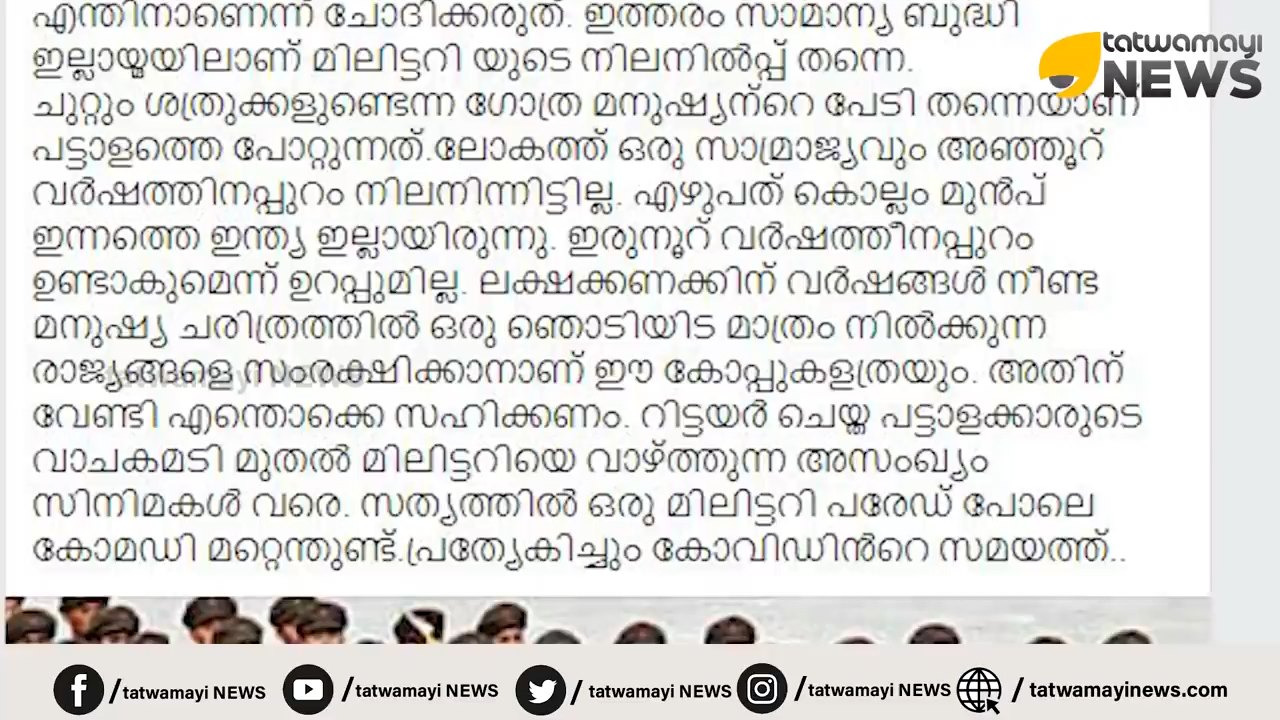 എന്തിനാണെന്ന് ചോദിക്കരുത്. ഇത്തരം സാമാന്യ ബുദ്ധി
ഇല്ലായ്മയിലാണ് മിലിട്ടറി യുടെ നിലനിൽപ്പ് തന്നെ.
ചുറ്റും ശത്രുക്കളുണ്ടെന്ന ഗോത്ര മനുഷ്യന്റെ പേടി തന്നെയാണ്
പട്ടാളത്തെ പോറ്റുന്നത്.ലോകത്ത് ഒരു സാമ്രാജ്യവും അഞ്ഞൂറ്
വർഷത്തിനപ്പുറം നിലനിന്നിട്ടില്ല. എഴുപത് കൊല്ലം മുൻപ്
ഇന്നത്തെ ഇന്ത്യ ഇല്ലായിരുന്നു. ഇരുനൂറ് വർഷത്തീനപ്പുറം
ഉണ്ടാകുമെന്ന് ഉറപ്പുമില്ല. ലക്ഷക്കണക്കിന് വർഷങ്ങൾ നീണ്ട
മനുഷ്യ ചരിത്രത്തിൽ ഒരു ഞൊടിയിട മാത്രം നിൽക്കുന്ന
രാജ്യങ്ങളെ സംരക്ഷിക്കാനാണ് ഈ കോപ്പുകളത്രയും. അതിന്
വേണ്ടി എന്തൊക്കെ സഹിക്കണം. റിട്ടയർ ചെയ്ത പട്ടാളക്കാരുടെ
വാചകമടി മുതൽ മിലിട്ടറിയെ വാഴ്ത്തുന്ന അസംഖ്യം
സിനിമകൾ വരെ. സത്യത്തിൽ ഒരു മിലിട്ടറി പരേഡ് പോലെ
കോമഡി മറ്റെന്തുണ്ട്.പ്രത്യേകിച്ചും കോവിഡിൻറെ സമയത്ത്..
tatwamayi
NEWS
tatwamayi NEWS
/tatwamayi NEWS /tatwamayi NEWS / tatwamayi NEWS /tatwamayi NEWS / tatwamayinews.com